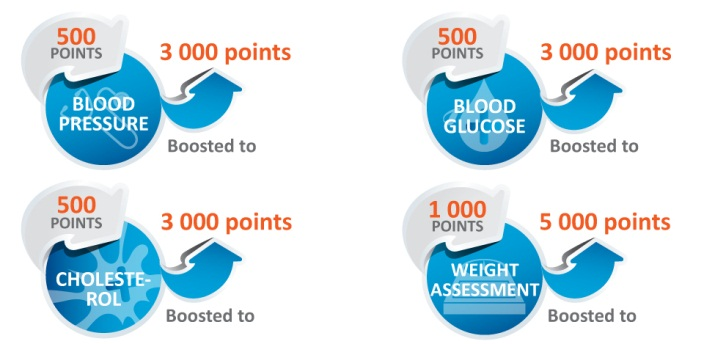 500
POINTS
3 000 points
BLOOD
PRESSURE
Boosted to
500
POINTS
3 000 points
BLOOD
GLUCOSE
Boosted to
500
POINTS
3 000 points
CHOLESTE-
ROL
Boosted to
1 000
POINTS
5 000 points
WEIGHT
ASSESSMENT
Boosted to